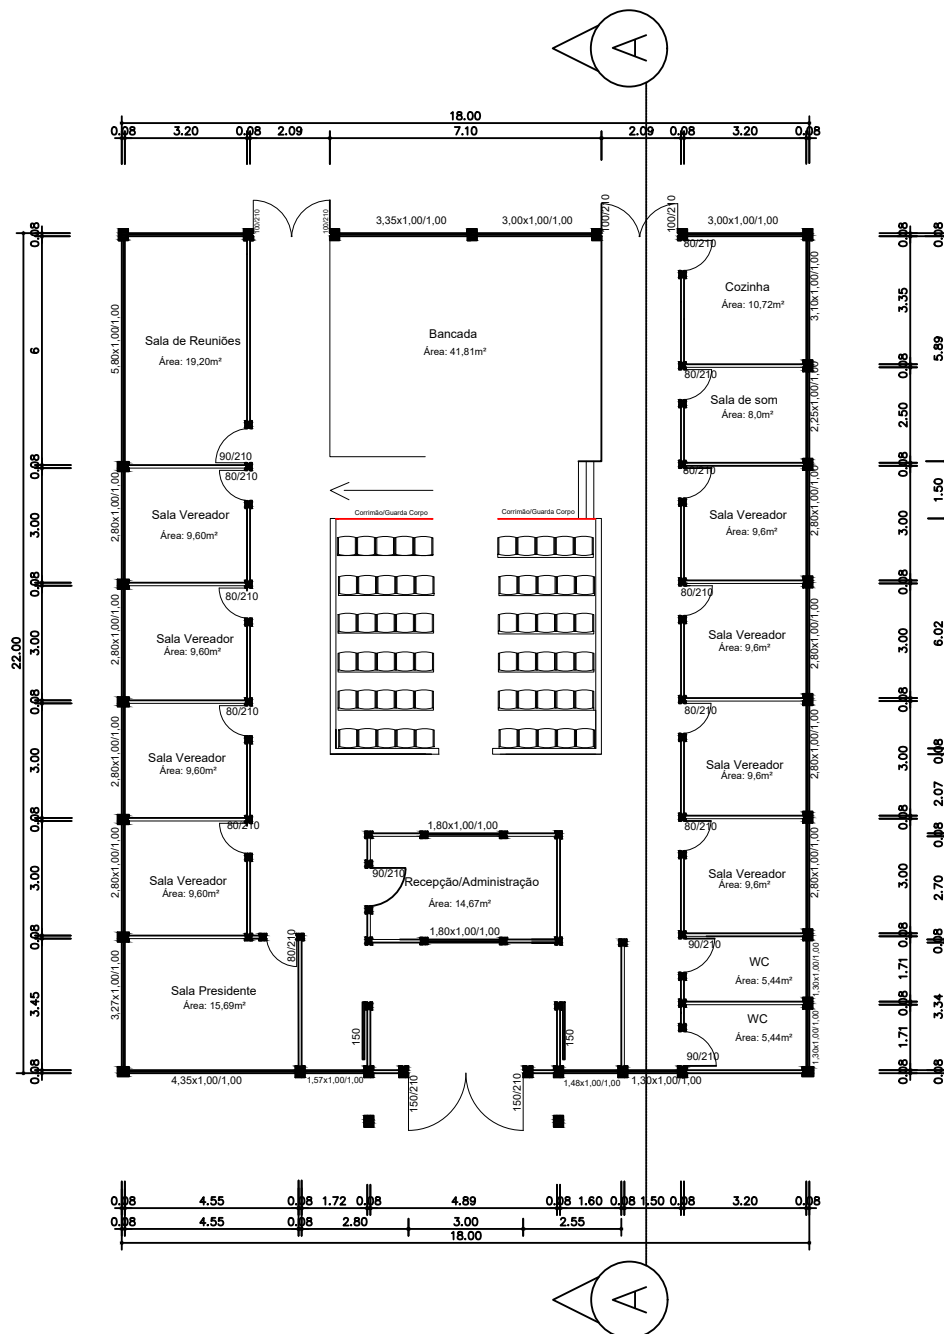 A
18.00
0.08 3.20 0.08 2.09 7.10 2.09 0.08 3.20 0.08
100/210 100/210 3,35x1,00/1,00 3,00x1,00/1,00 100/210 100/210 3,00x1,00/1,00
80/210
Cozinha
Área: 10,72m²
3,10x1,00/1,00
Sala de Reuniões
Área: 19,20m²
5,80x1,00/1,00
90/210
Bancada
Área: 41,81m²
80/210
Sala de som
Área: 8,0m²
2,25x1,00/1,00
80/210
Sala Vereador
Área: 9,60m²
2,80x1,00/1,00
Corrimão/Guarda Corpo
Corrimão/Guarda Corpo
80/210
Sala Vereador
Área: 9,6m²
2,80x1,00/1,00
80/210
Sala Vereador
Área: 9,60m²
2,80x1,00/1,00
80/210
Sala Vereador
Área: 9,6m²
2,80x1,00/1,00
80/210
Sala Vereador
Área: 9,60m²
2,80x1,00/1,00
80/210
Sala Vereador
Área: 9,6m²
2,80x1,00/1,00
80/210
Sala Vereador
Área: 9,60m²
2,80x1,00/1,00
1,80x1,00/1,00
90/210
Recepção/Administração
Área: 14,67m²
1,80x1,00/1,00
80/210
Sala Vereador
Área: 9,6m²
2,80x1,00/1,00
80/210
Sala Presidente
Área: 15,69m²
3,27x1,00/1,00
90/210
WC
Área: 5,44m²
1,30x1,00/1,00
WC
Área: 5,44m²
1,30x1,00/1,00
90/210
150
150
4,35x1,00/1,00 1,57x1,00/1,00 150/210 150/210 1,48x1,00/1,00 1,30x1,00/1,00
22.00
0.08
6
0.08
3.00
0.08
3.00
0.08
3.00
0.08
3.00
0.08
3.45
0.08
0.08
3.35
0.08
2.50
0.08
3.00
0.08
3.00
0.08
3.00
0.08
3.00
0.08
1.71
0.08
1.71
0.08
0.08
5.89
1.50
6.02
0.08
2.07
0.08
2.70
0.08
3.34
0.08
0.08 4.55 0.08 1.72 0.08 4.89 0.08 1.60 0.08 1.50 0.08 3.20 0.08
0.08 4.55 0.08 2.80 3.00 2.55
18.00
A